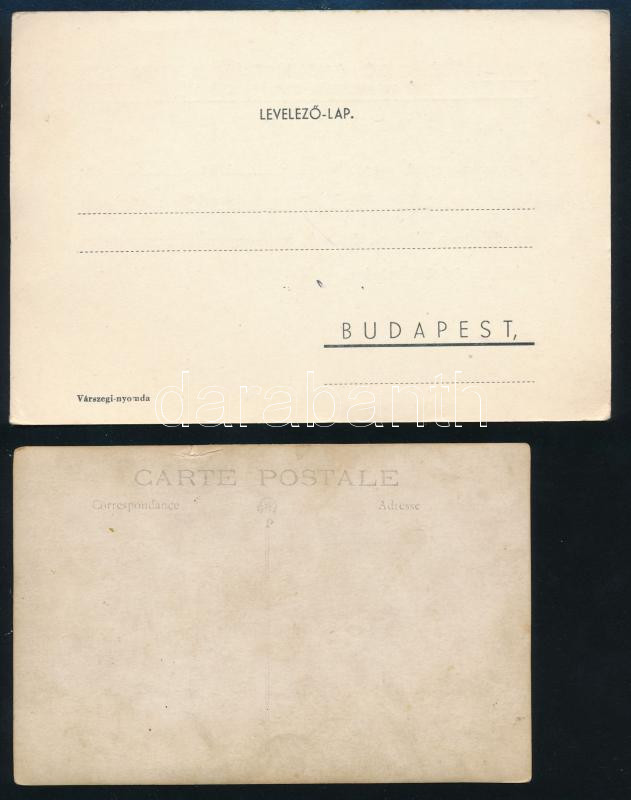 LEVELEZŐ-LAP.
BUDAPEST,
Várszegi-nyomda
darabanth
CARTE POSTALE
Correspondance
Adresse